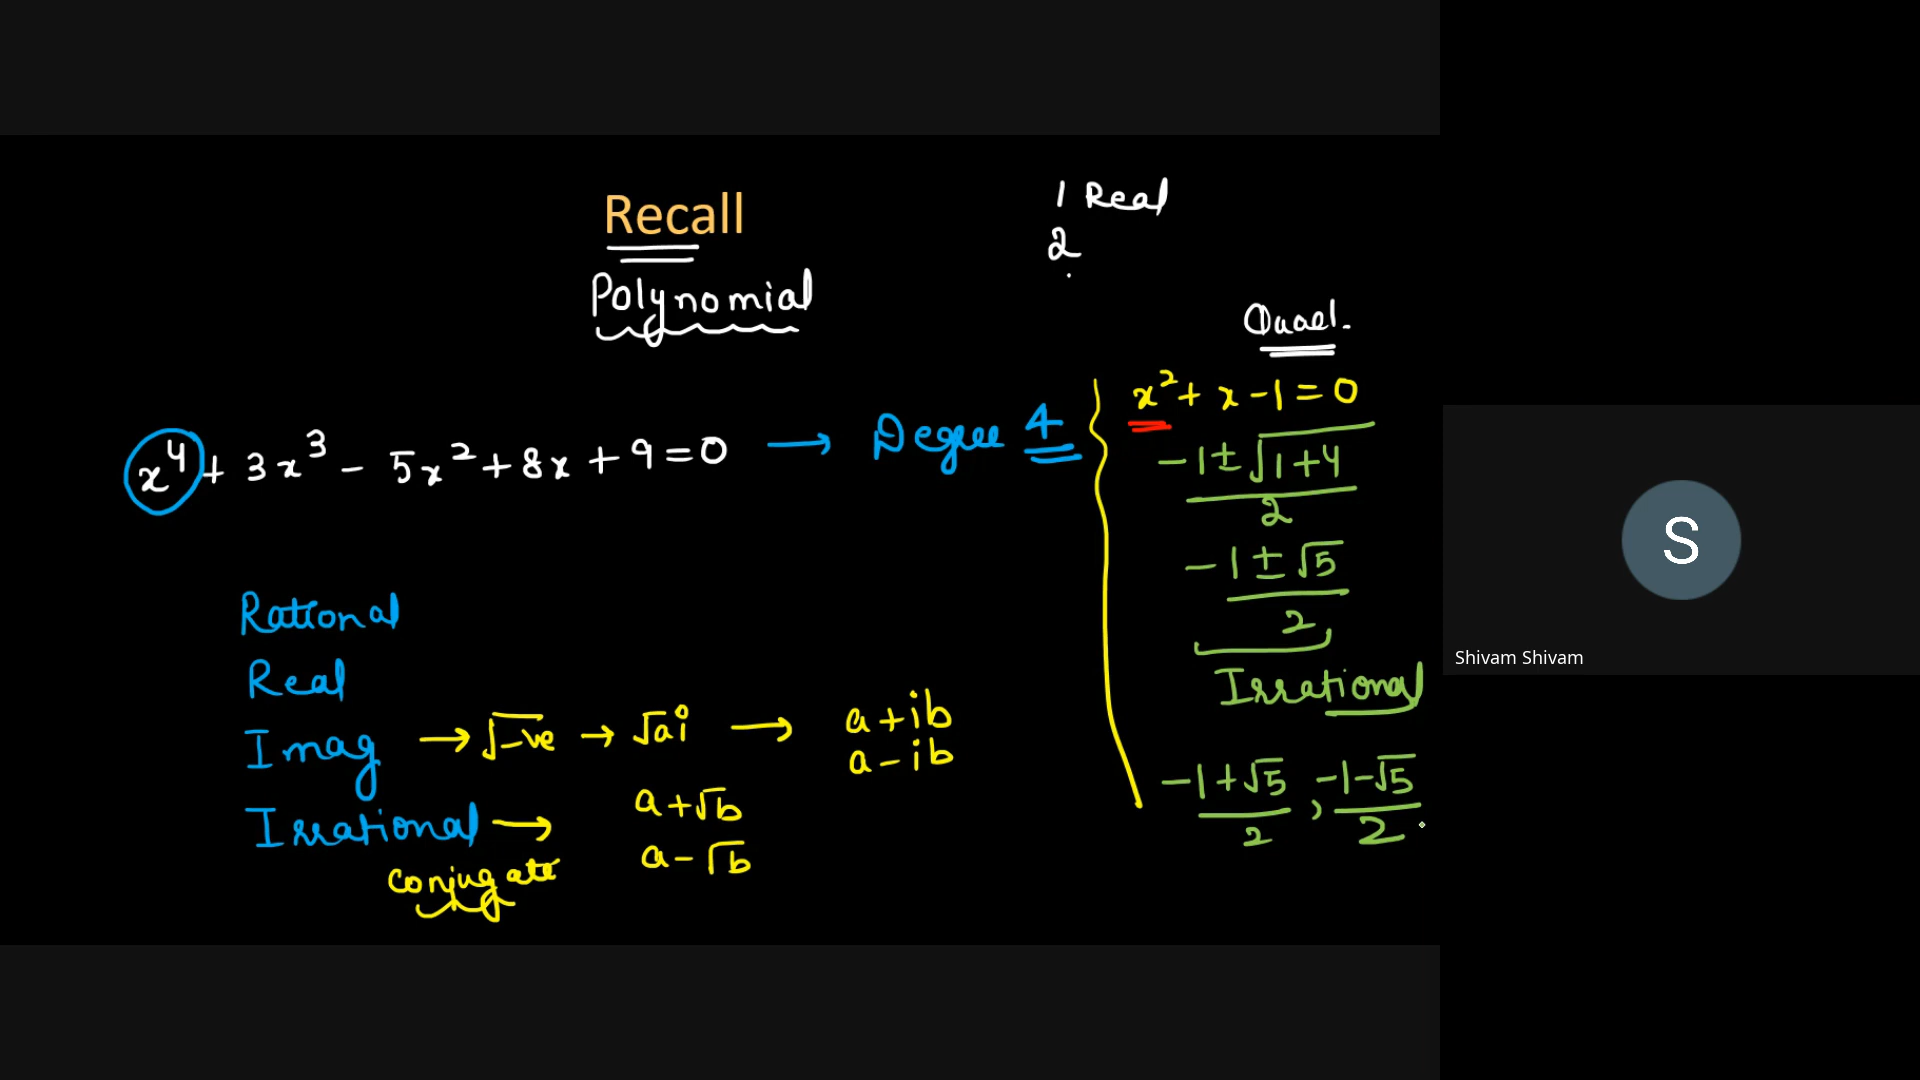 Recall
Polynomial
1 Real
2
x⁴ + 3x³ - 5x² + 8x + 9 = 0 → Degree 4
Rational
Real
Imag → √-ve → √a i → a + ib
a - ib
Irrational → a + √b
a - √b
conjugate
Quad.
x² + x - 1 = 0
-1 ± √1+4
2
-1 ± √5
2
Irrational
-1+√5 , -1-√5
2 2
Shivam Shivam
S